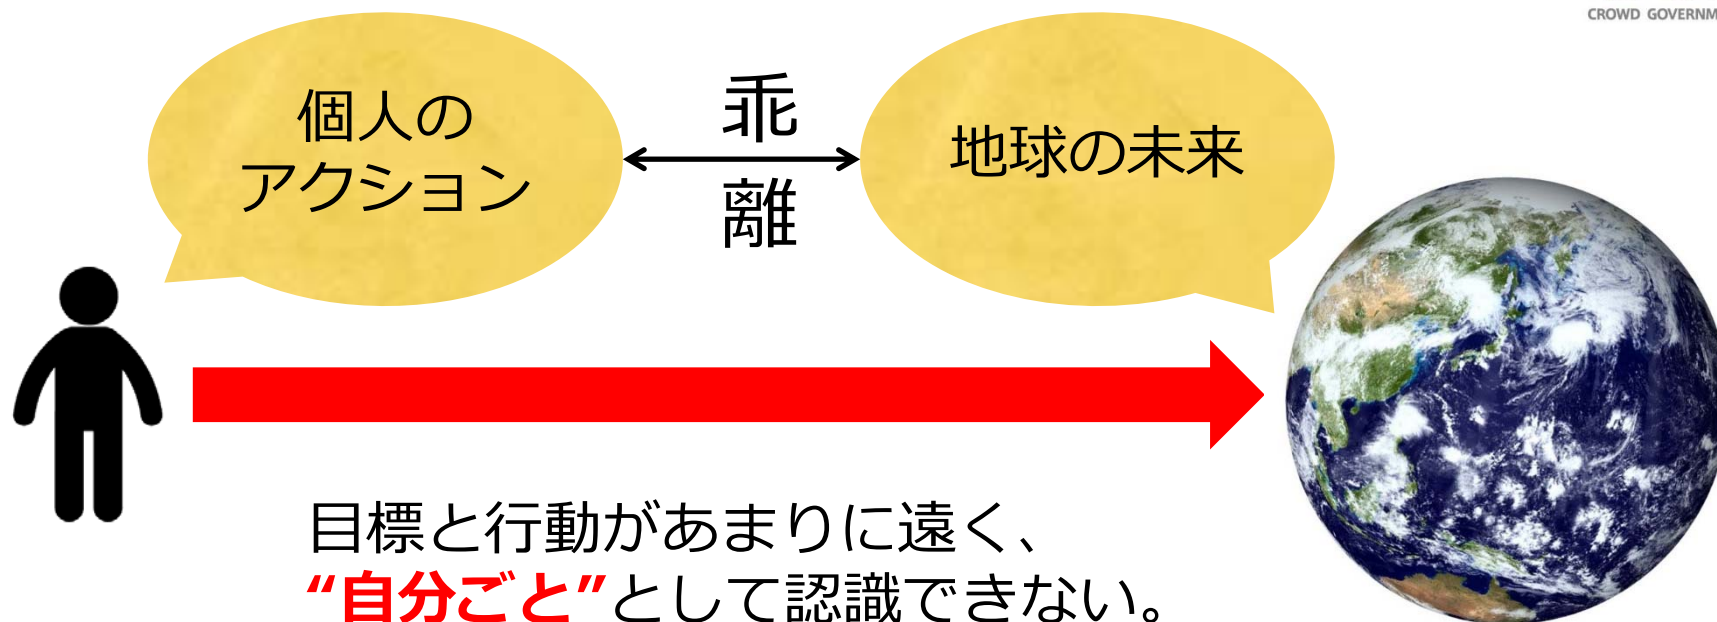 CROWD GOVERNM
個人の
アクション
乖
離
地球の未来
目標と行動があまりに遠く、
“自分ごと”として認識できない。